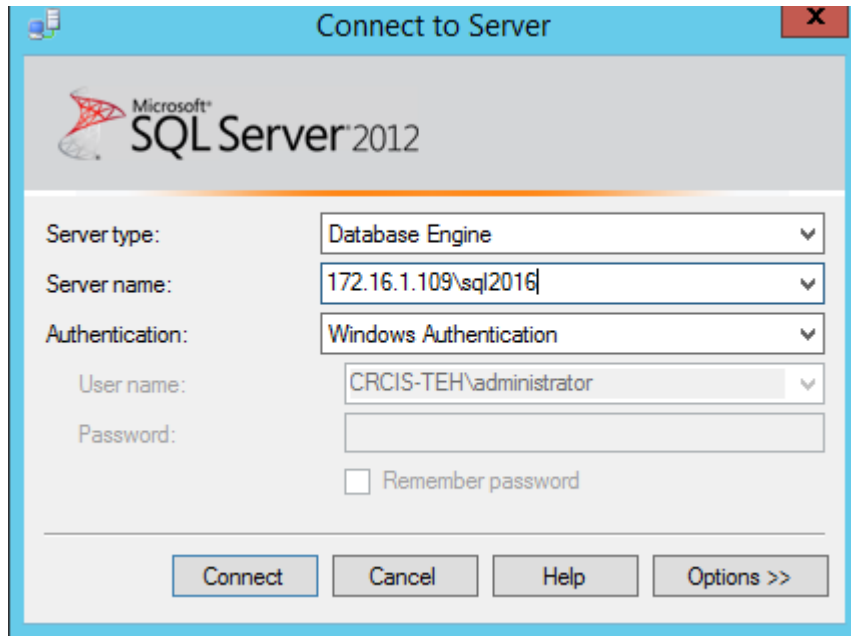 Connect to Server
x
Microsoft®
SQL Server® 2012
Server type: Database Engine
Server name: 172.16.1.109\sql2016
Authentication: Windows Authentication
User name: CRCIS-TEH\administrator
Password:
Remember password
Connect Cancel Help Options >>